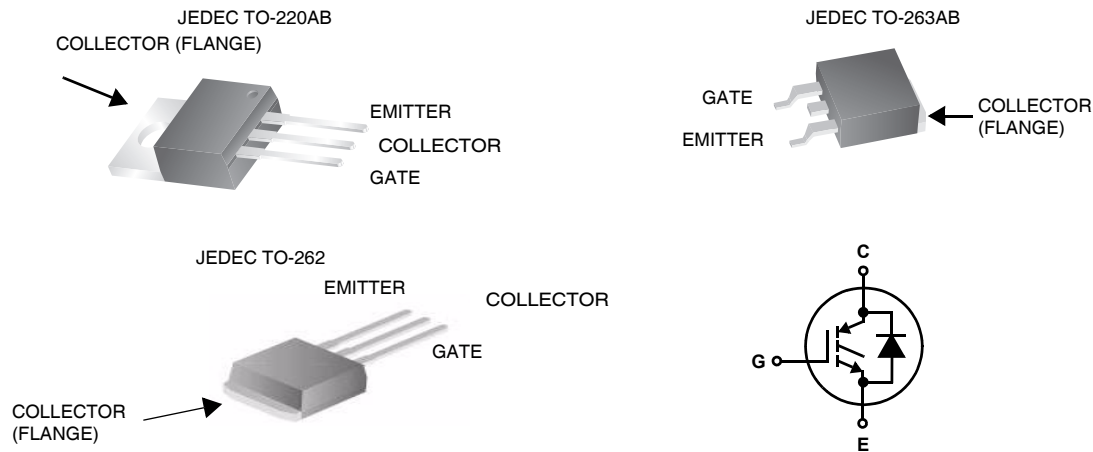 JEDEC TO-220AB
COLLECTOR (FLANGE)
EMITTER
COLLECTOR
GATE
JEDEC TO-263AB
GATE
EMITTER
COLLECTOR
(FLANGE)
JEDEC TO-262
EMITTER
COLLECTOR
GATE
COLLECTOR
(FLANGE)
C
G
E